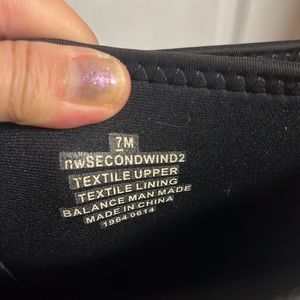 7M
nwSECONDWIND2
TEXTILE UPPER
TEXTILE LINING
BALANCE MAN MADE
MADE IN CHINA
1964 0614